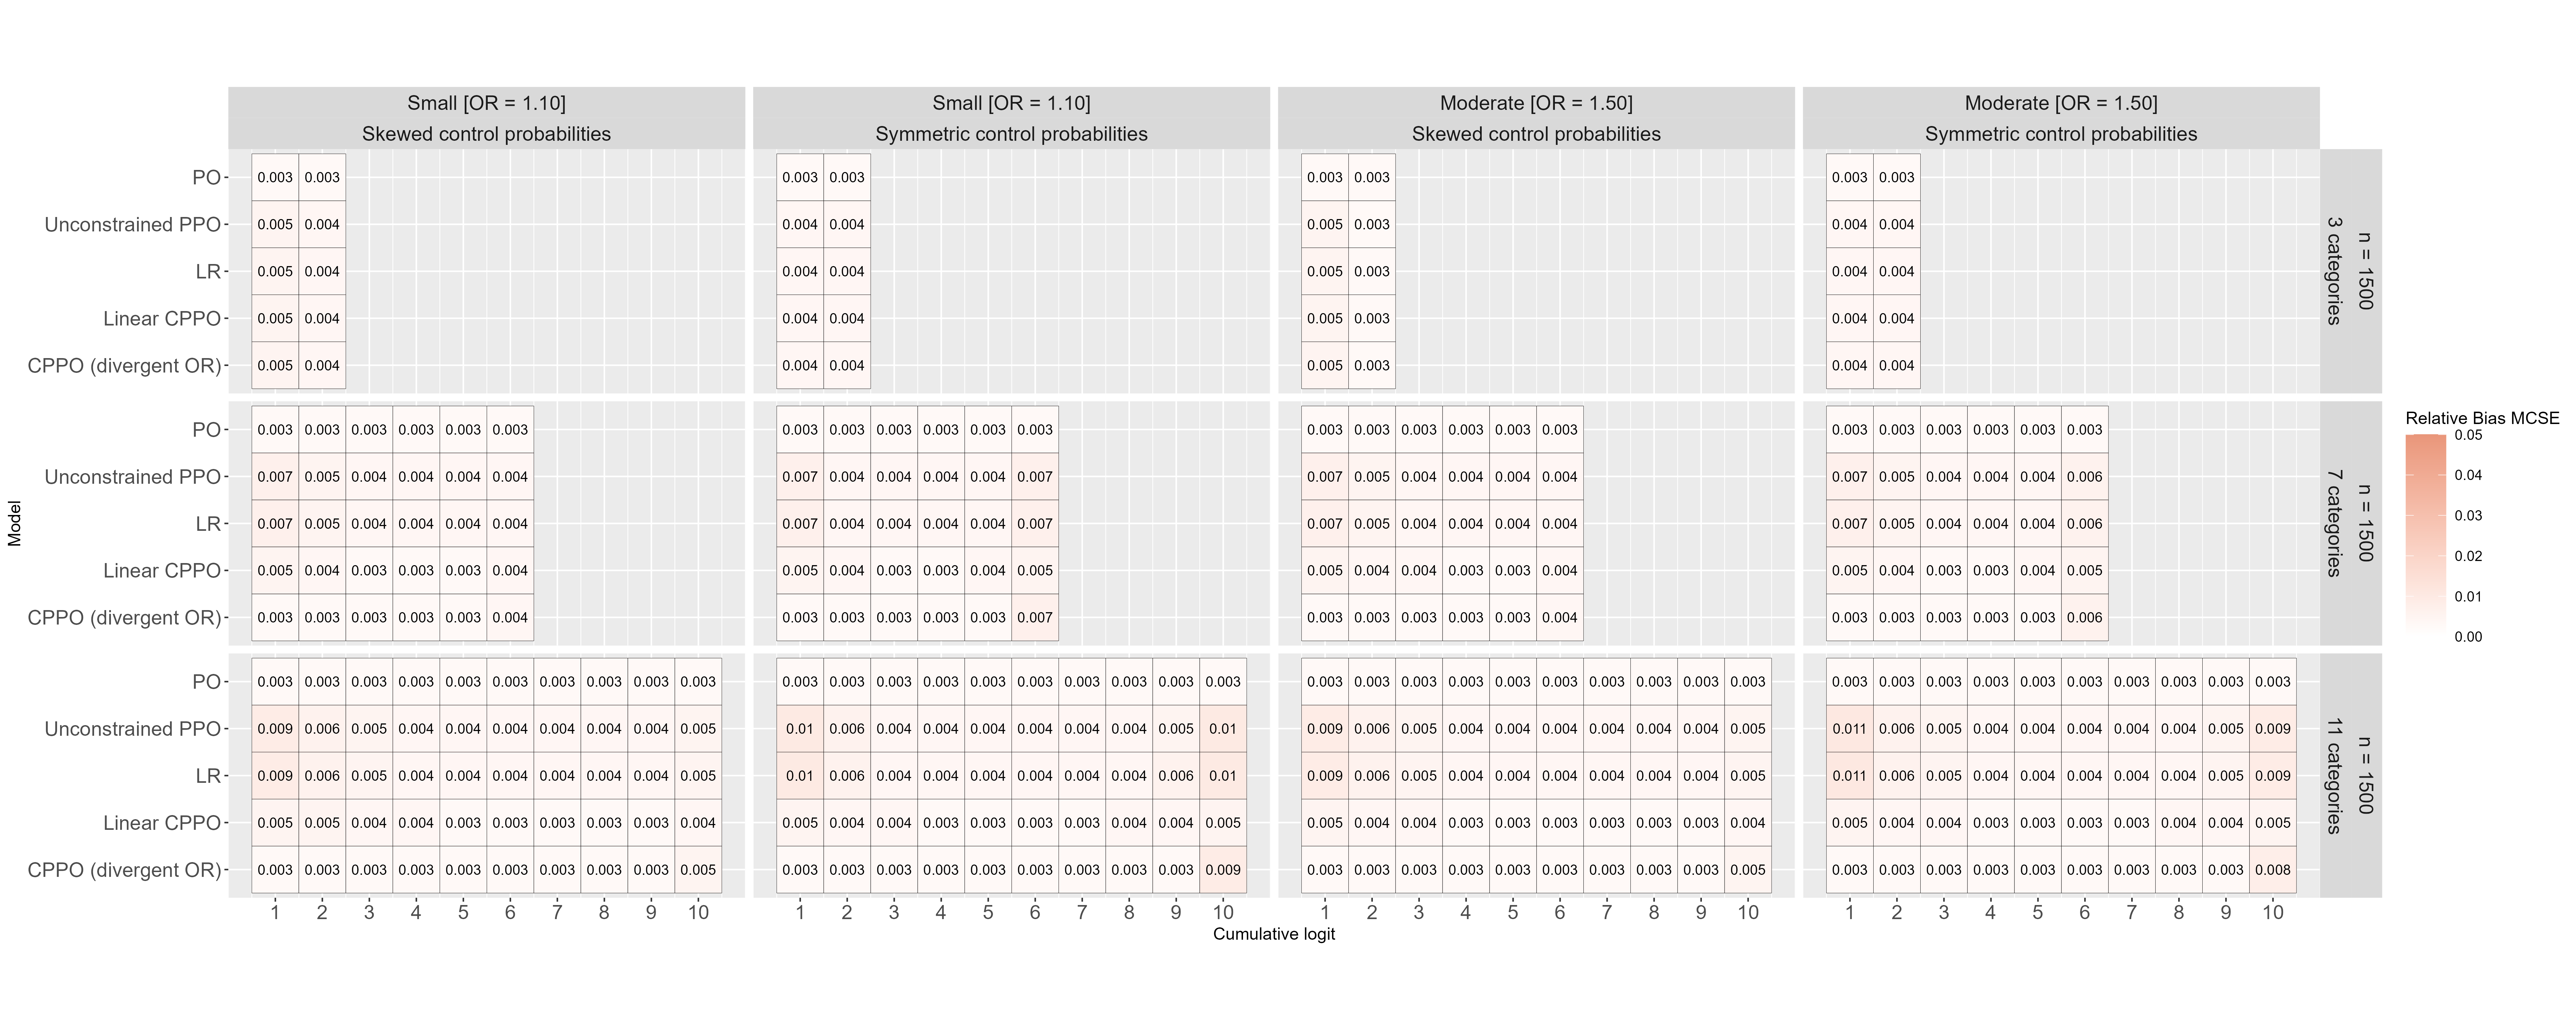 Small [OR = 1.10] Small [OR = 1.10] Moderate [OR = 1.50] Moderate [OR = 1.50]
Skewed control probabilities Symmetric control probabilities Skewed control probabilities Symmetric control probabilities
PO 0.003 0.003 0.003 0.003 0.003 0.003 0.003 0.003
Unconstrained PPO 0.005 0.004 0.004 0.004 0.005 0.003 0.004 0.004
LR 0.005 0.004 0.004 0.004 0.005 0.003 0.004 0.004
Linear CPPO 0.005 0.004 0.004 0.004 0.005 0.003 0.004 0.004
CPPO (divergent OR) 0.005 0.004 0.004 0.004 0.005 0.003 0.004 0.004
n = 1500
3 categories
PO 0.003 0.003 0.003 0.003 0.003 0.003 0.003 0.003 0.003 0.003 0.003 0.003 0.003 0.003 0.003 0.003 0.003 0.003 0.003 0.003 0.003 0.003 0.003 0.003
Unconstrained PPO 0.007 0.005 0.004 0.004 0.004 0.004 0.007 0.004 0.004 0.004 0.004 0.007 0.007 0.005 0.004 0.004 0.004 0.004 0.007 0.005 0.004 0.004 0.004 0.006
LR 0.007 0.005 0.004 0.004 0.004 0.004 0.007 0.004 0.004 0.004 0.004 0.007 0.007 0.005 0.004 0.004 0.004 0.004 0.007 0.005 0.004 0.004 0.004 0.006
Linear CPPO 0.005 0.004 0.003 0.003 0.003 0.004 0.005 0.004 0.003 0.003 0.004 0.005 0.005 0.004 0.004 0.003 0.003 0.004 0.005 0.004 0.003 0.003 0.004 0.005
CPPO (divergent OR) 0.003 0.003 0.003 0.003 0.003 0.004 0.003 0.003 0.003 0.003 0.003 0.007 0.003 0.003 0.003 0.003 0.003 0.004 0.003 0.003 0.003 0.003 0.003 0.006
n = 1500
7 categories
PO 0.003 0.003 0.003 0.003 0.003 0.003 0.003 0.003 0.003 0.003 0.003 0.003 0.003 0.003 0.003 0.003 0.003 0.003 0.003 0.003 0.003 0.003 0.003 0.003 0.003 0.003 0.003 0.003 0.003 0.003 0.003 0.003 0.003 0.003 0.003 0.003 0.003 0.003 0.003 0.003
Unconstrained PPO 0.009 0.006 0.005 0.004 0.004 0.004 0.004 0.004 0.004 0.005 0.01 0.006 0.004 0.004 0.004 0.004 0.004 0.004 0.005 0.01 0.009 0.006 0.005 0.004 0.004 0.004 0.004 0.004 0.004 0.005 0.011 0.006 0.005 0.004 0.004 0.004 0.004 0.004 0.005 0.009
LR 0.009 0.006 0.005 0.004 0.004 0.004 0.004 0.004 0.004 0.005 0.01 0.006 0.004 0.004 0.004 0.004 0.004 0.004 0.006 0.01 0.009 0.006 0.005 0.004 0.004 0.004 0.004 0.004 0.004 0.005 0.011 0.006 0.005 0.004 0.004 0.004 0.004 0.004 0.005 0.009
Linear CPPO 0.005 0.005 0.004 0.004 0.003 0.003 0.003 0.003 0.003 0.004 0.005 0.004 0.004 0.003 0.003 0.003 0.003 0.004 0.004 0.005 0.005 0.004 0.004 0.003 0.003 0.003 0.003 0.003 0.003 0.004 0.005 0.004 0.004 0.003 0.003 0.003 0.003 0.004 0.004 0.005
CPPO (divergent OR) 0.003 0.003 0.003 0.003 0.003 0.003 0.003 0.003 0.003 0.005 0.003 0.003 0.003 0.003 0.003 0.003 0.003 0.003 0.003 0.009 0.003 0.003 0.003 0.003 0.003 0.003 0.003 0.003 0.003 0.005 0.003 0.003 0.003 0.003 0.003 0.003 0.003 0.003 0.003 0.008
n = 1500
11 categories
1 2 3 4 5 6 7 8 9 10 1 2 3 4 5 6 7 8 9 10 1 2 3 4 5 6 7 8 9 10 1 2 3 4 5 6 7 8 9 10
Cumulative logit
Model
Relative Bias MCSE
0.05
0.04
0.03
0.02
0.01
0.00